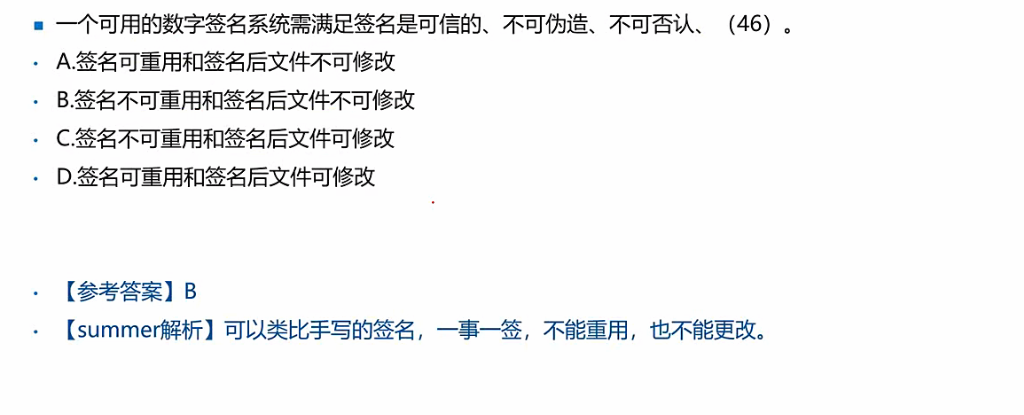 一个可用的数字签名系统需满足签名是可信的、不可伪造、不可否认、（46）。
A.签名可重用和签名后文件不可修改
B.签名不可重用和签名后文件不可修改
C.签名不可重用和签名后文件可修改
D.签名可重用和签名后文件可修改
【参考答案】B
【summer解析】可以类比手写的签名，一事一签，不能重用，也不能更改。